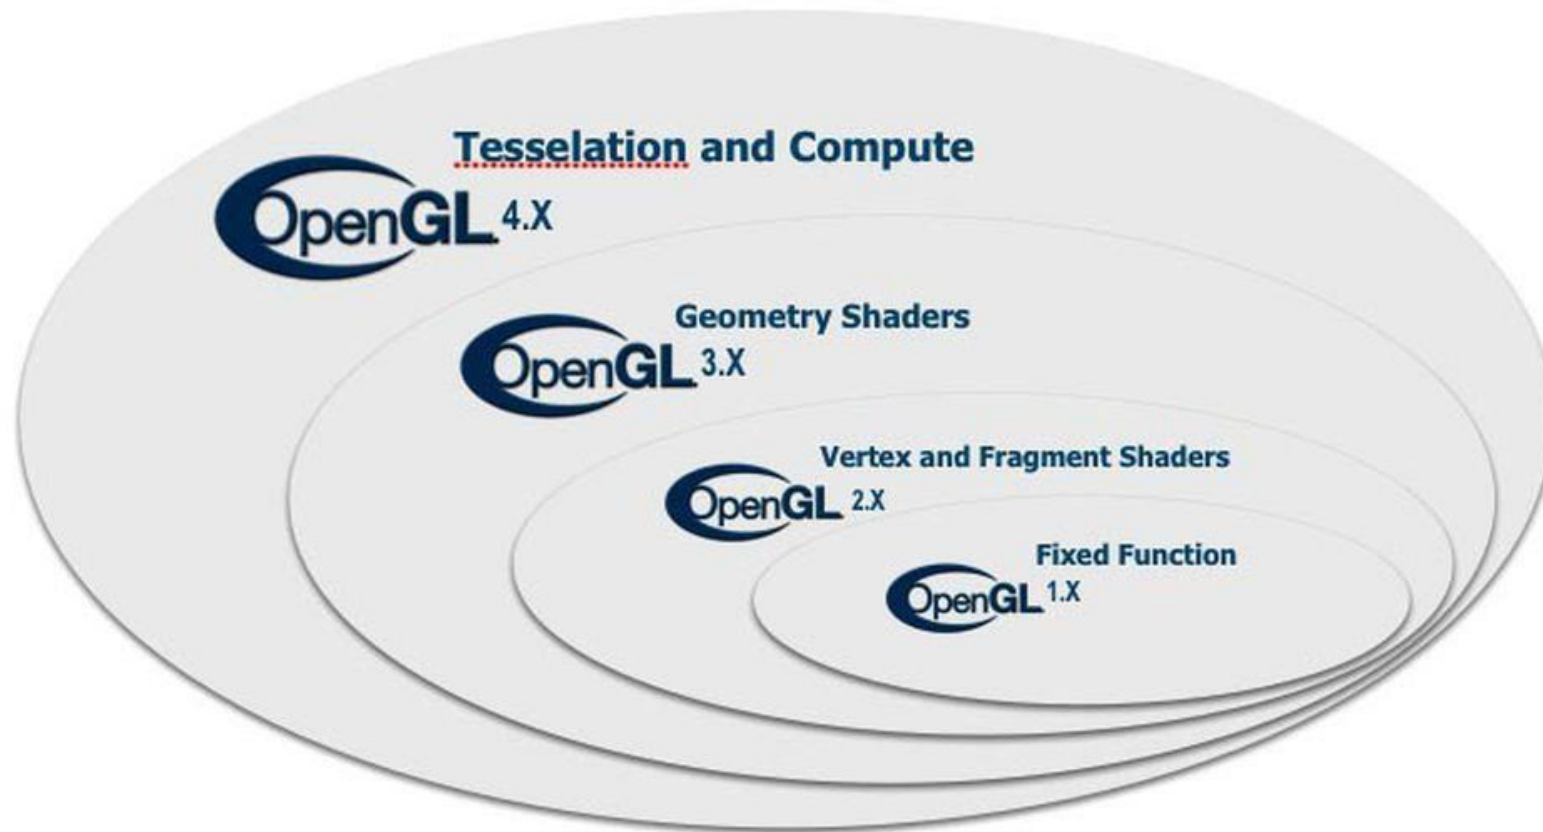 Tesselation and Compute
OpenGL 4.X
Geometry Shaders
OpenGL 3.X
Vertex and Fragment Shaders
OpenGL 2.X
Fixed Function
OpenGL 1.X